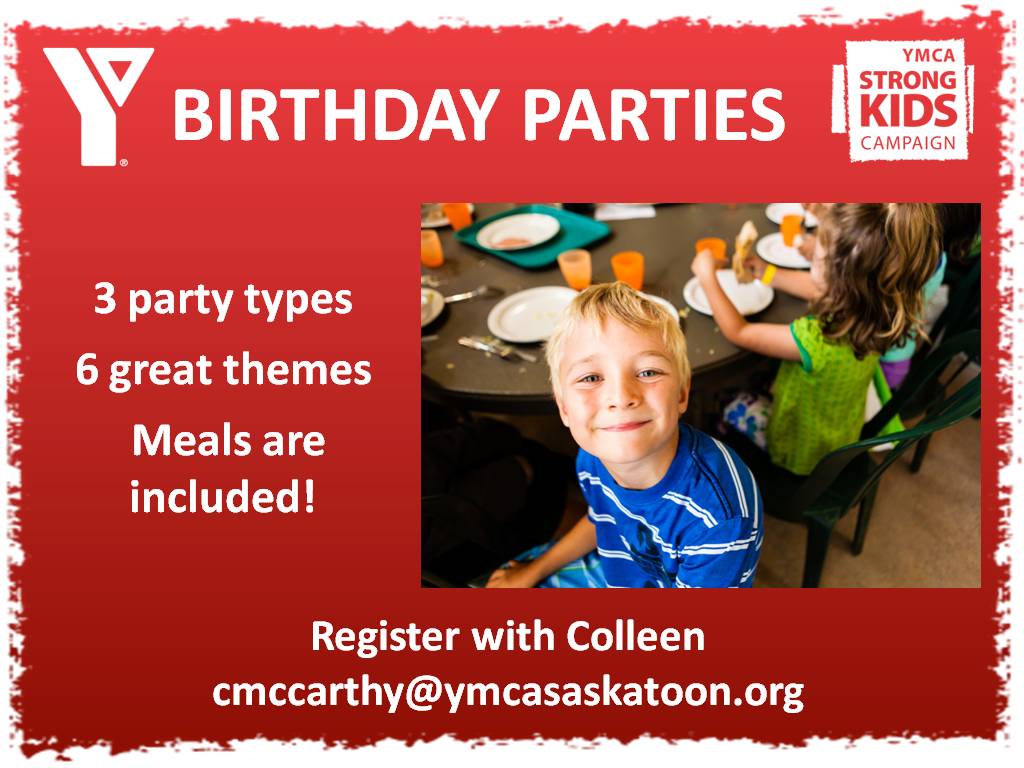 Y®
BIRTHDAY PARTIES
YMCA
STRONG
KIDS
CAMPAIGN
3 party types
6 great themes
Meals are
included!
Register with Colleen
cmccarthy@ymcasaskatoon.org